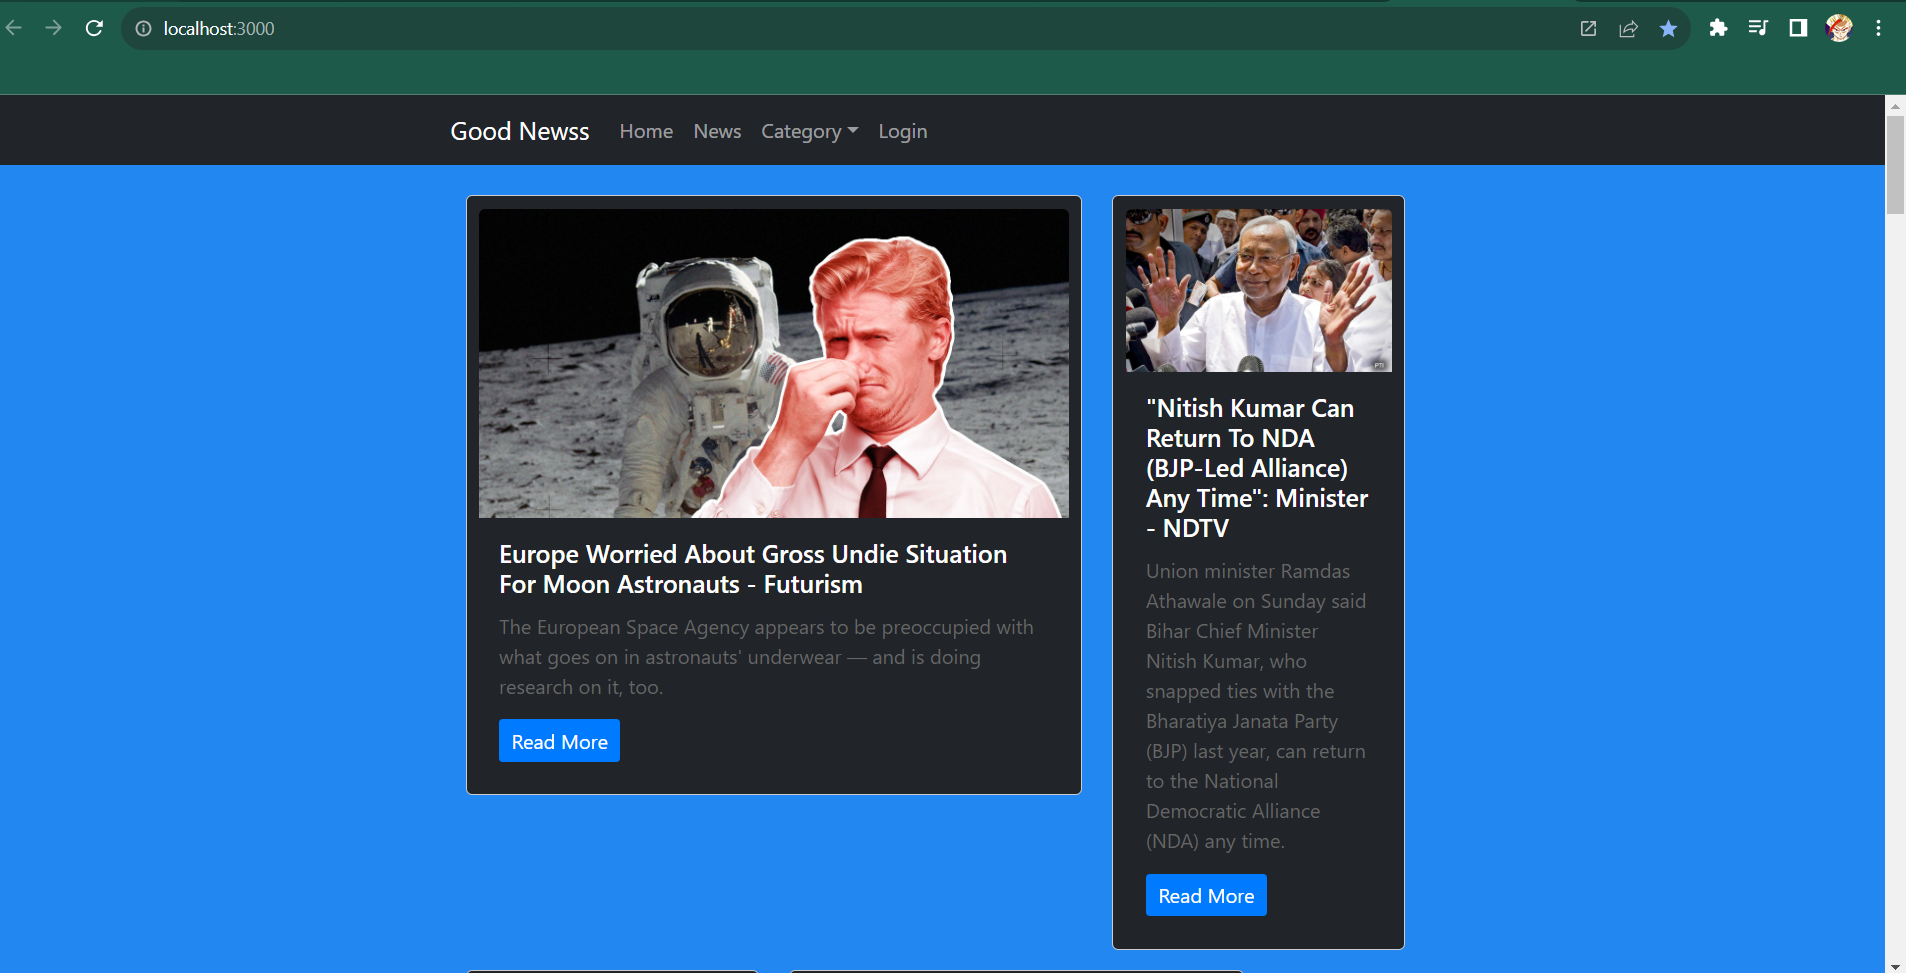 localhost:3000
Good Newss Home News Category Login
Europe Worried About Gross Undie Situation
For Moon Astronauts - Futurism
The European Space Agency appears to be preoccupied with
what goes on in astronauts' underwear — and is doing
research on it, too.
Read More
PTI
"Nitish Kumar Can
Return To NDA
(BJP-Led Alliance)
Any Time": Minister
- NDTV
Union minister Ramdas
Athawale on Sunday said
Bihar Chief Minister
Nitish Kumar, who
snapped ties with the
Bharatiya Janata Party
(BJP) last year, can return
to the National
Democratic Alliance
(NDA) any time.
Read More